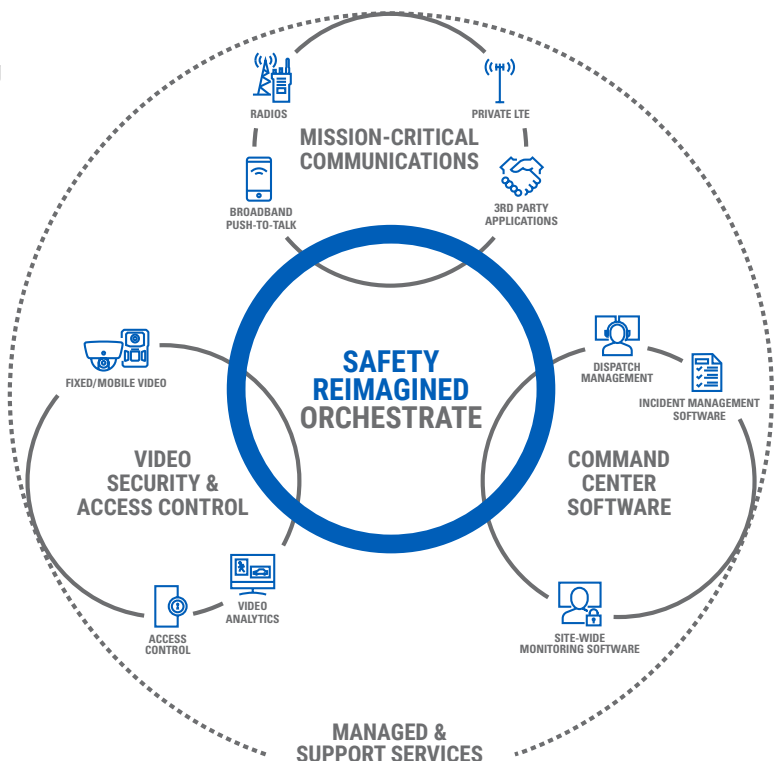 RADIOS
PRIVATE LTE
MISSION-CRITICAL
COMMUNICATIONS
BROADBAND
PUSH-TO-TALK
3RD PARTY
APPLICATIONS
SAFETY
REIMAGINED
ORCHESTRATE
FIXED/MOBILE VIDEO
DISPATCH
MANAGEMENT
INCIDENT MANAGEMENT
SOFTWARE
VIDEO
SECURITY &
ACCESS CONTROL
COMMAND
CENTER
SOFTWARE
VIDEO
ANALYTICS
ACCESS
CONTROL
SITE-WIDE
MONITORING SOFTWARE
MANAGED &
SUPPORT SERVICES